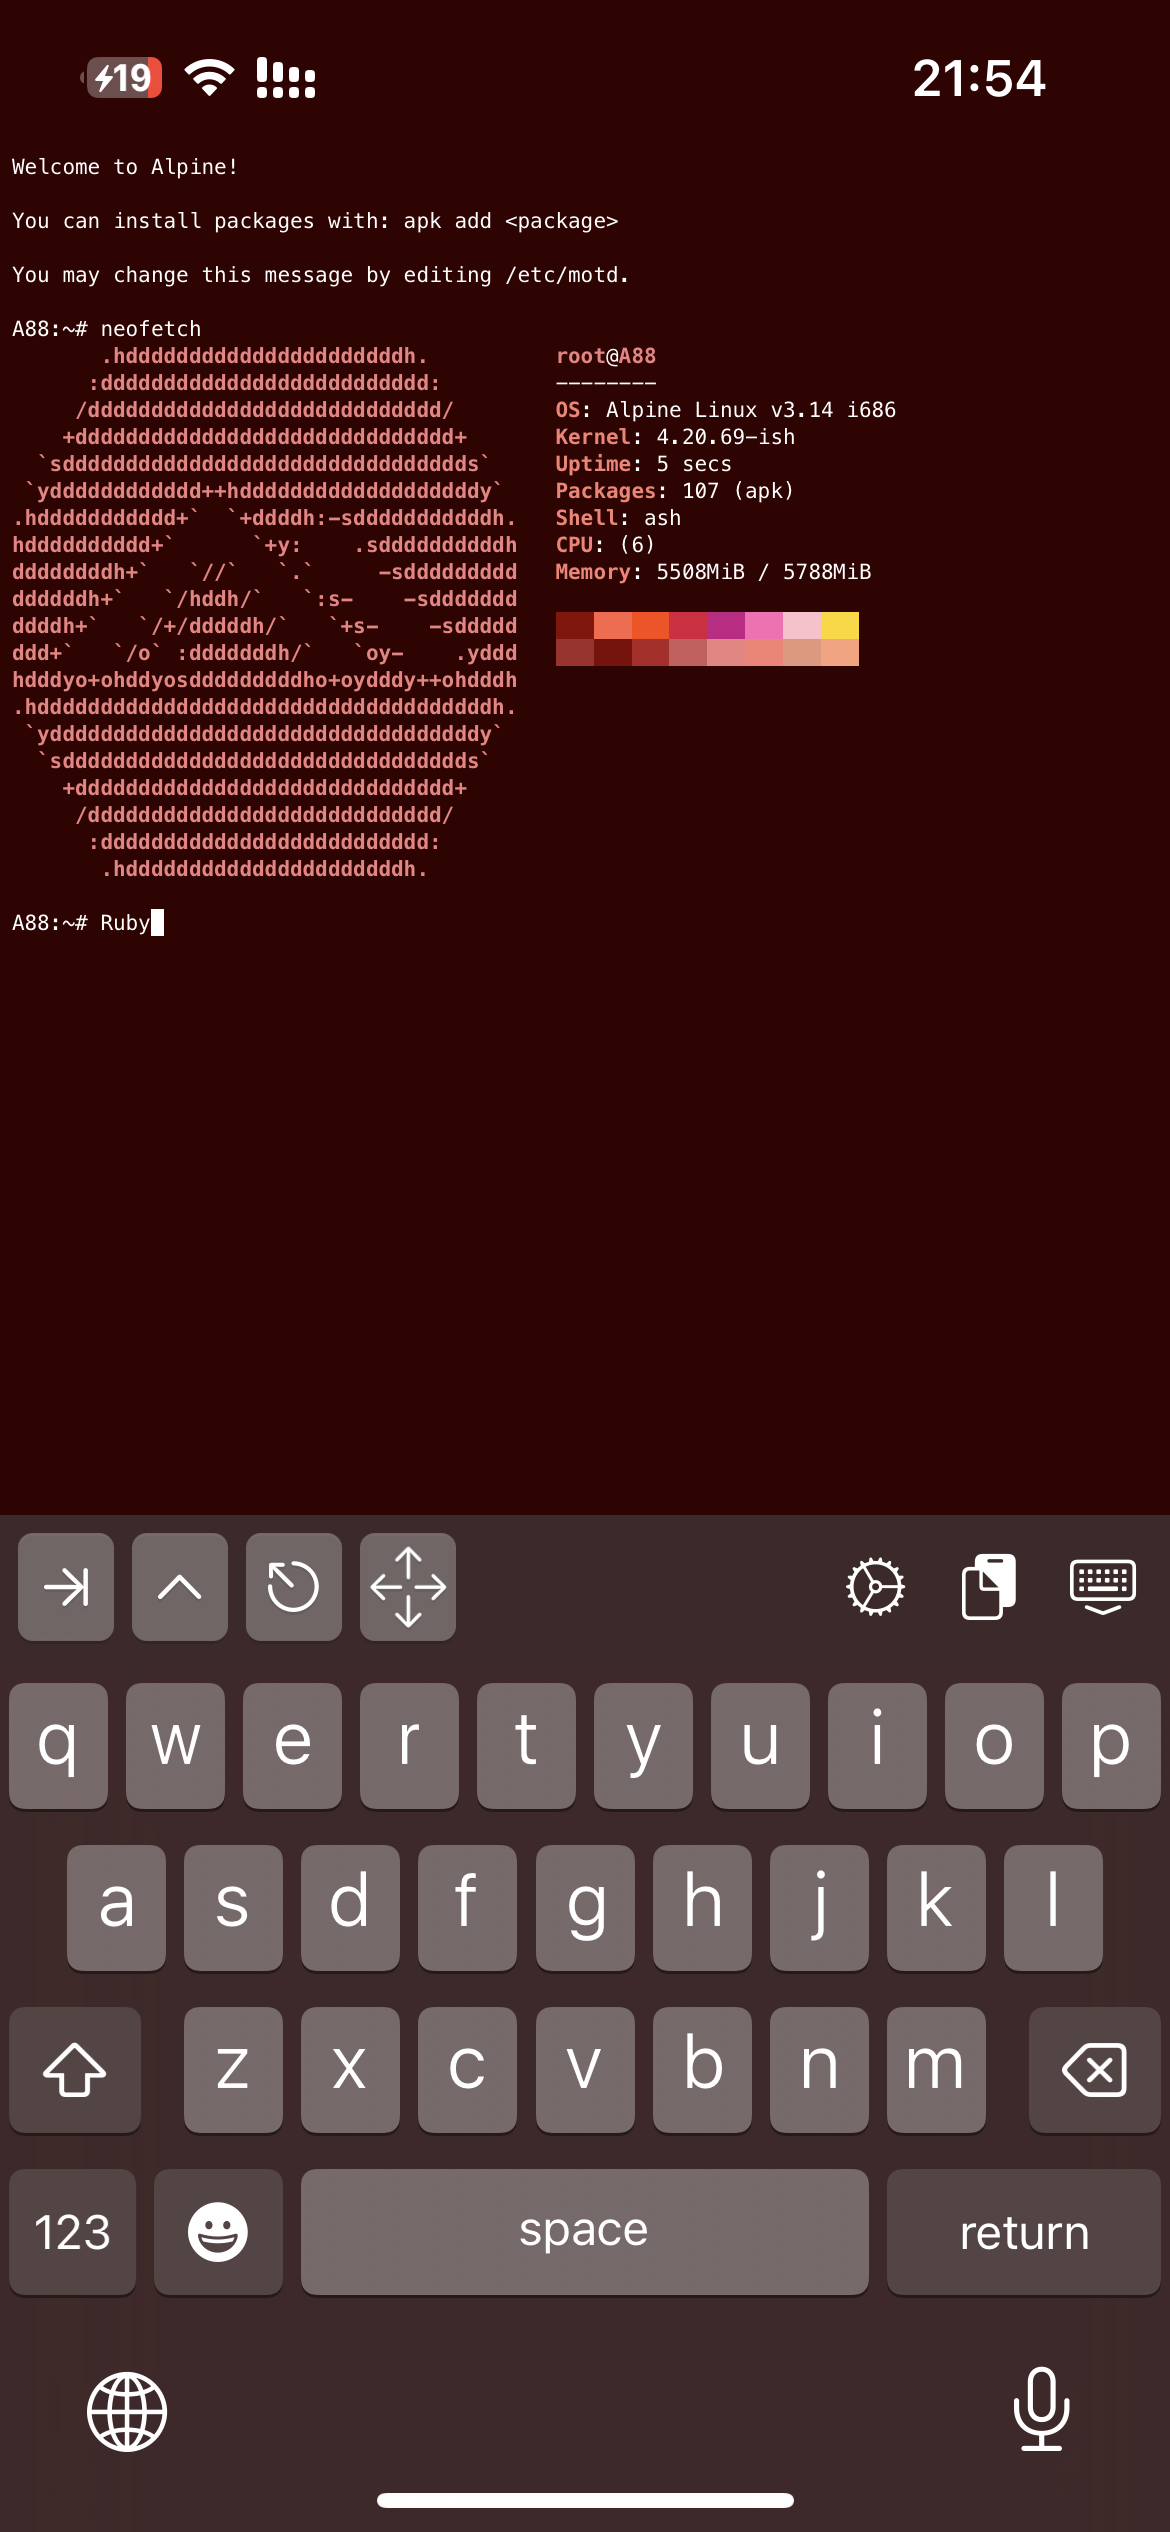 19
21:54
Welcome to Alpine!
You can install packages with: apk add <package>
You may change this message by editing /etc/motd.
A88:~# neofetch
.hddddddddddddddddddddddh. root@A88
:dddddddddddddddddddddddddd: --------
/dddddddddddddddddddddddddddd/ OS: Alpine Linux v3.14 i686
+dddddddddddddddddddddddddddddd+ Kernel: 4.20.69-ish
`sdddddddddddddddddddddddddddddddds` Uptime: 5 secs
`ydddddddddddd++hdddddddddddddddddddy` Packages: 107 (apk)
.hddddddddddd+` `+ddddh:-sdddddddddddh. Shell: ash
hdddddddddd+` `+y: .sddddddddddh CPU: (6)
ddddddddh+` `//` `.` -sddddddddd Memory: 5508MiB / 5788MiB
ddddddh+` `/hddh/` `:s- -sddddddd
ddddh+` `/+/dddddh/` `+s- -sddddd
ddd+` `/o` :dddddddh/` `oy- .yddd
hdddyo+ohddyosdddddddddho+oydddy++ohdddh
.hddddddddddddddddddddddddddddddddddddh.
`yddddddddddddddddddddddddddddddddddy`
`sdddddddddddddddddddddddddddddddds`
+dddddddddddddddddddddddddddddd+
/dddddddddddddddddddddddddddd/
:dddddddddddddddddddddddddd:
.hddddddddddddddddddddddh.
A88:~# Ruby
q w e r t y u i o p
a s d f g h j k l
z x c v b n m
123 space return